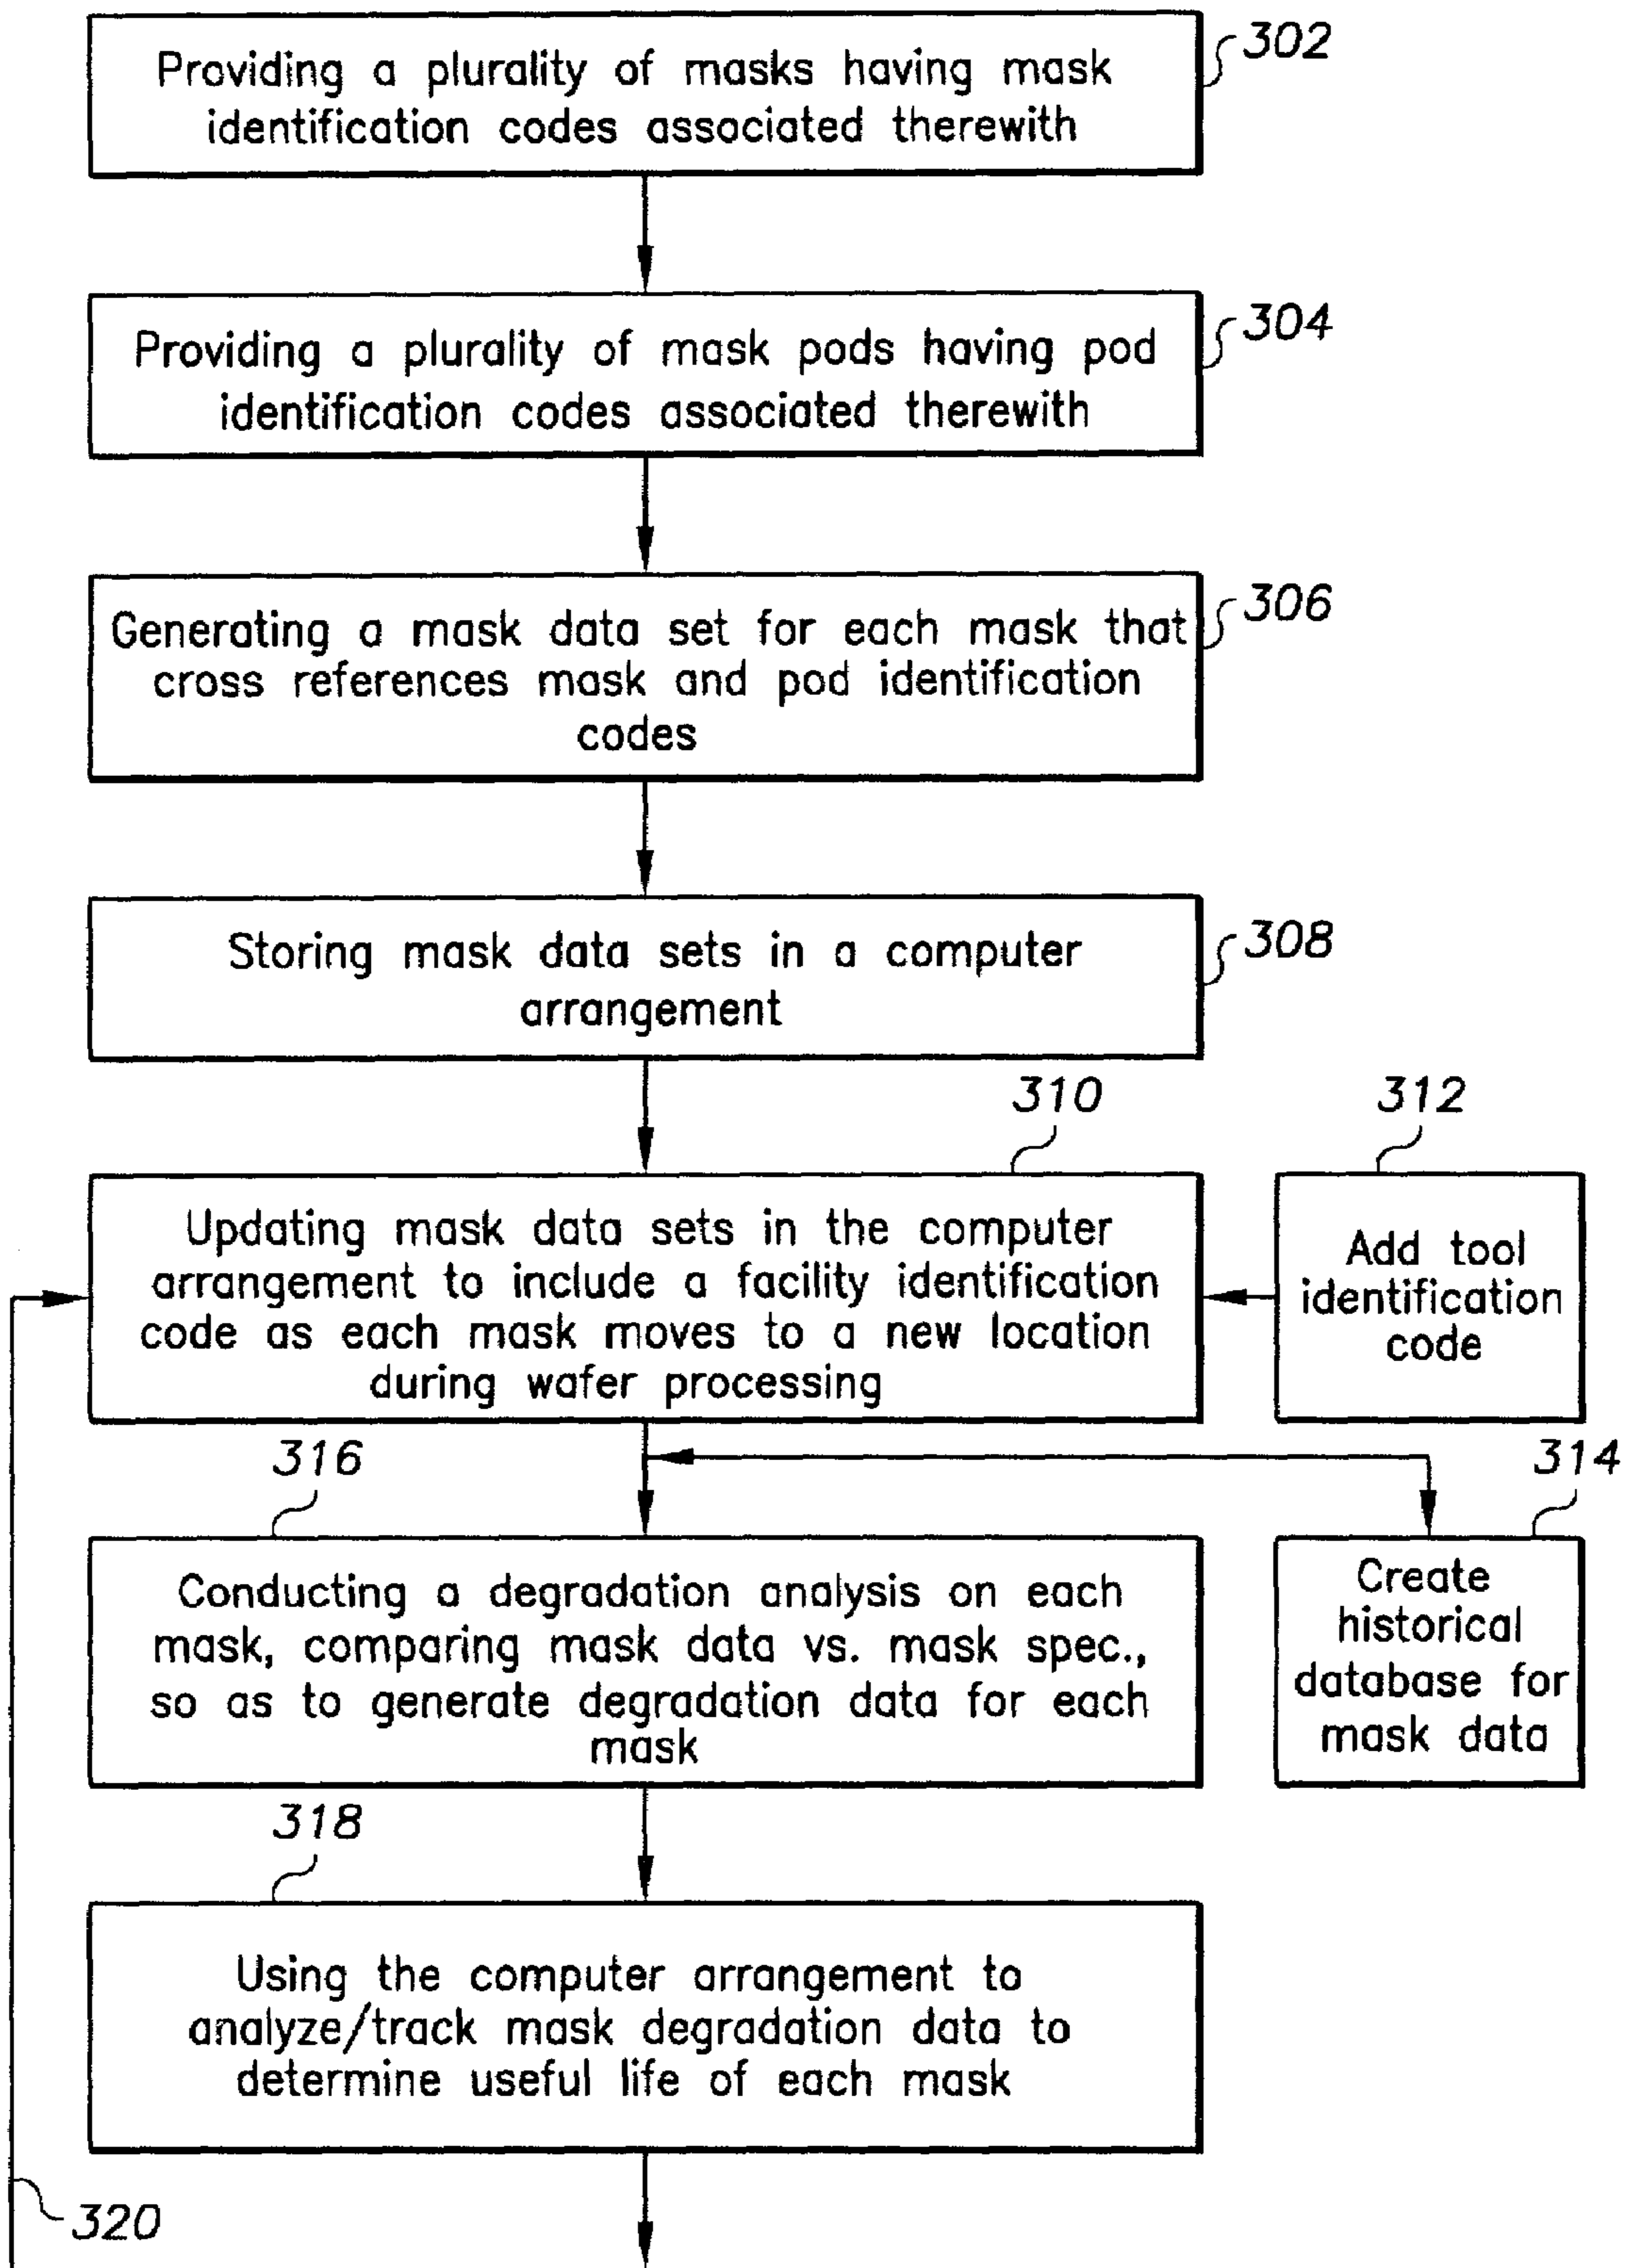 Providing a plurality of masks having mask
identification codes associated therewith
302
Providing a plurality of mask pods having pod
identification codes associated therewith
304
Generating a mask data set for each mask that
cross references mask and pod identification
codes
306
Storing mask data sets in a computer
arrangement
308
310
Updating mask data sets in the computer
arrangement to include a facility identification
code as each mask moves to a new location
during wafer processing
312
Add tool
identification
code
314
Create
historical
database for
mask data
316
Conducting a degradation analysis on each
mask, comparing mask data vs. mask spec.,
so as to generate degradation data for each
mask
318
Using the computer arrangement to
analyze/track mask degradation data to
determine useful life of each mask
320